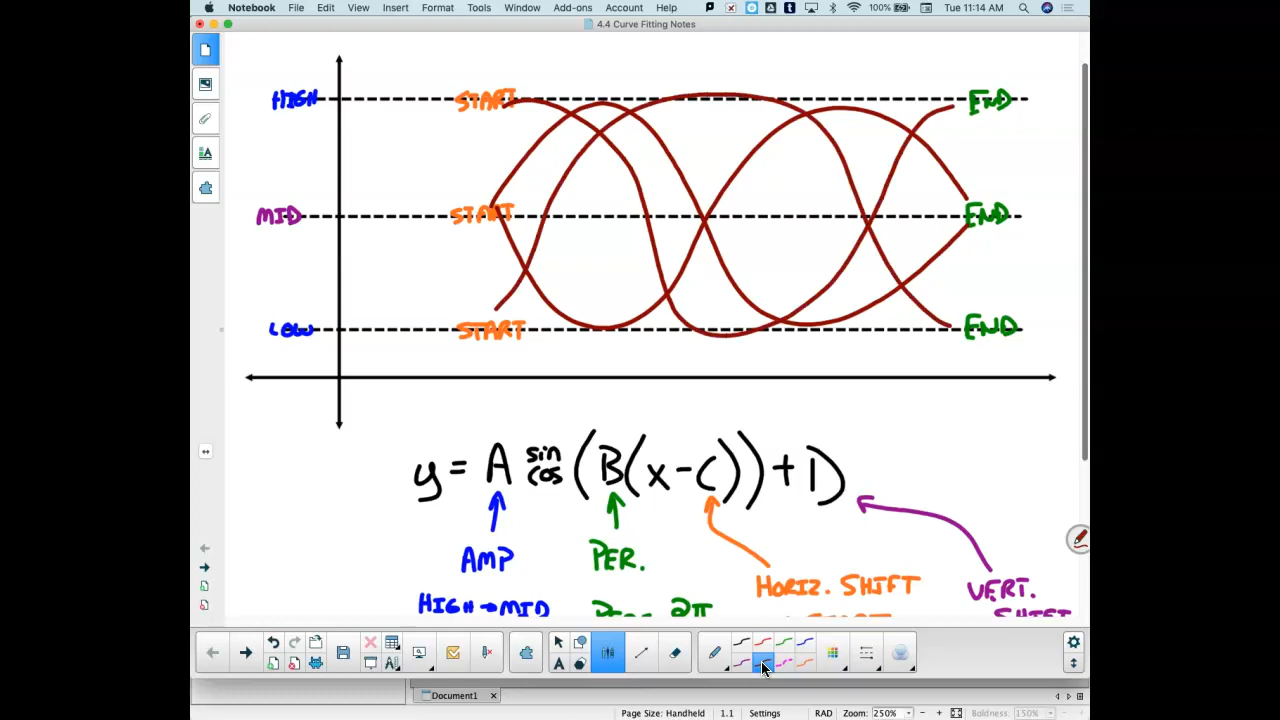 Notebook File Edit View Insert Format Tools Window Add-ons Account Help 100% Tue 11:14 AM
4.4 Curve Fitting Notes
HIGH START END
MID START END
LOW START END
y = A sin cos (B(x-C)) + D
AMP PER. HORIZ. SHIFT VERT. SHIFT
HIGH → MID 2π
Document1
Page Size: Handheld 1.1 Settings RAD Zoom: 250% Boldness: 150%